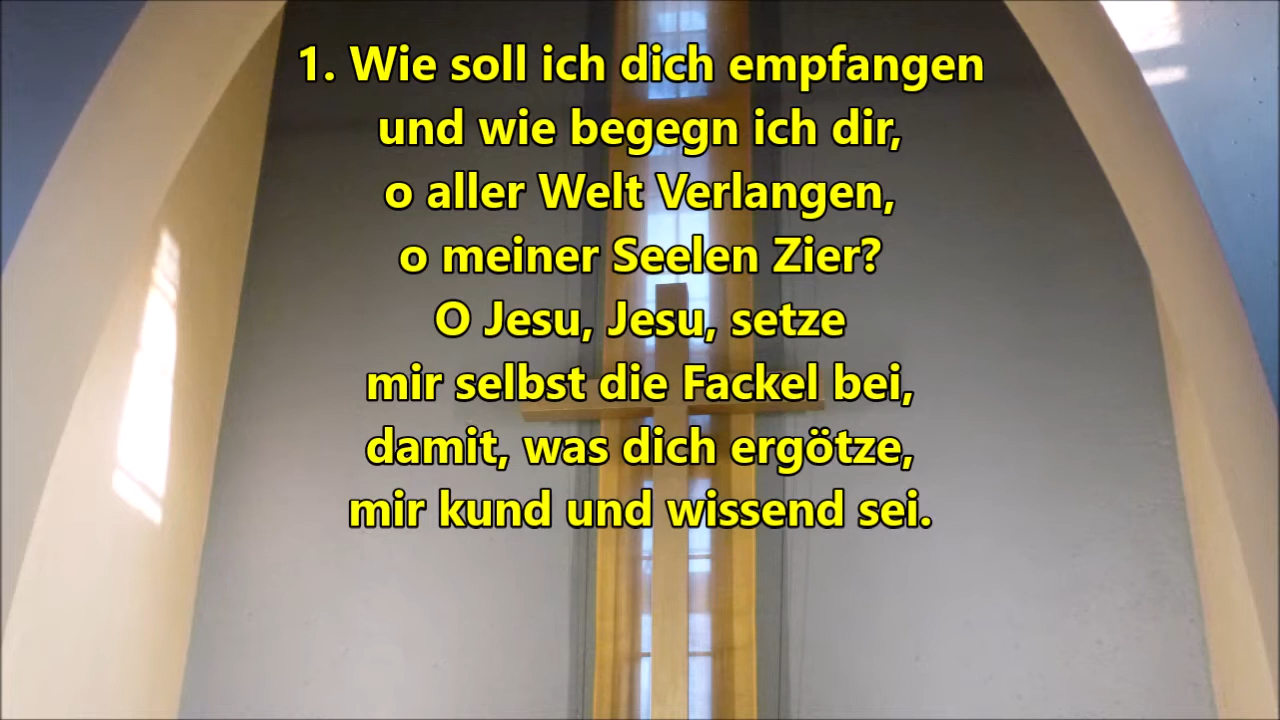 1. Wie soll ich dich empfangen
und wie begegn ich dir,
o aller Welt Verlangen,
o meiner Seelen Zier?
O Jesu, Jesu, setze
mir selbst die Fackel bei,
damit, was dich ergötze,
mir kund und wissend sei.